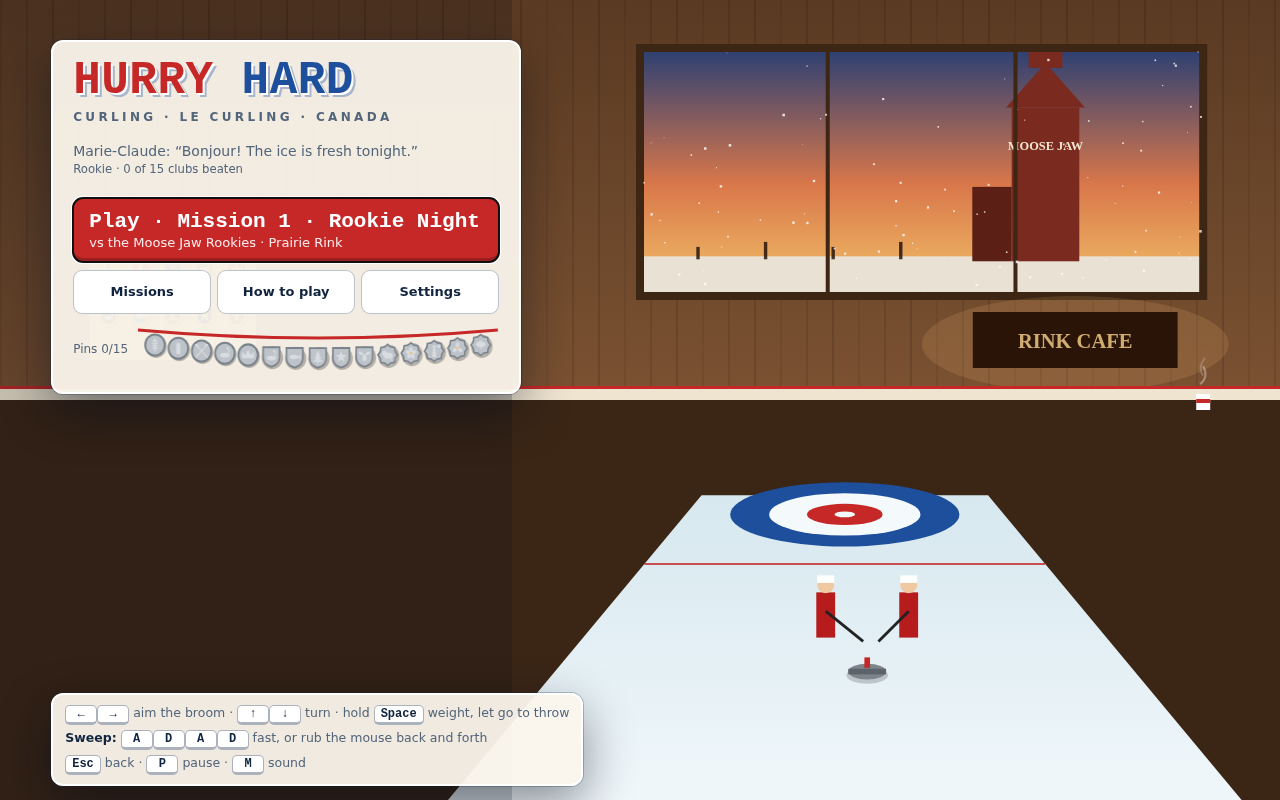 HURRY HARD
CURLING · LE CURLING · CANADA
Marie-Claude: “Bonjour! The ice is fresh tonight.”
Rookie · 0 of 15 clubs beaten
Play · Mission 1 · Rookie Night
vs the Moose Jaw Rookies · Prairie Rink
Missions
How to play
Settings
Pins 0/15
MOOSE JAW
RINK CAFE
← → aim the broom · ↑ ↓ turn · hold Space weight, let go to throw
Sweep: A D A D fast, or rub the mouse back and forth
Esc back · P pause · M sound